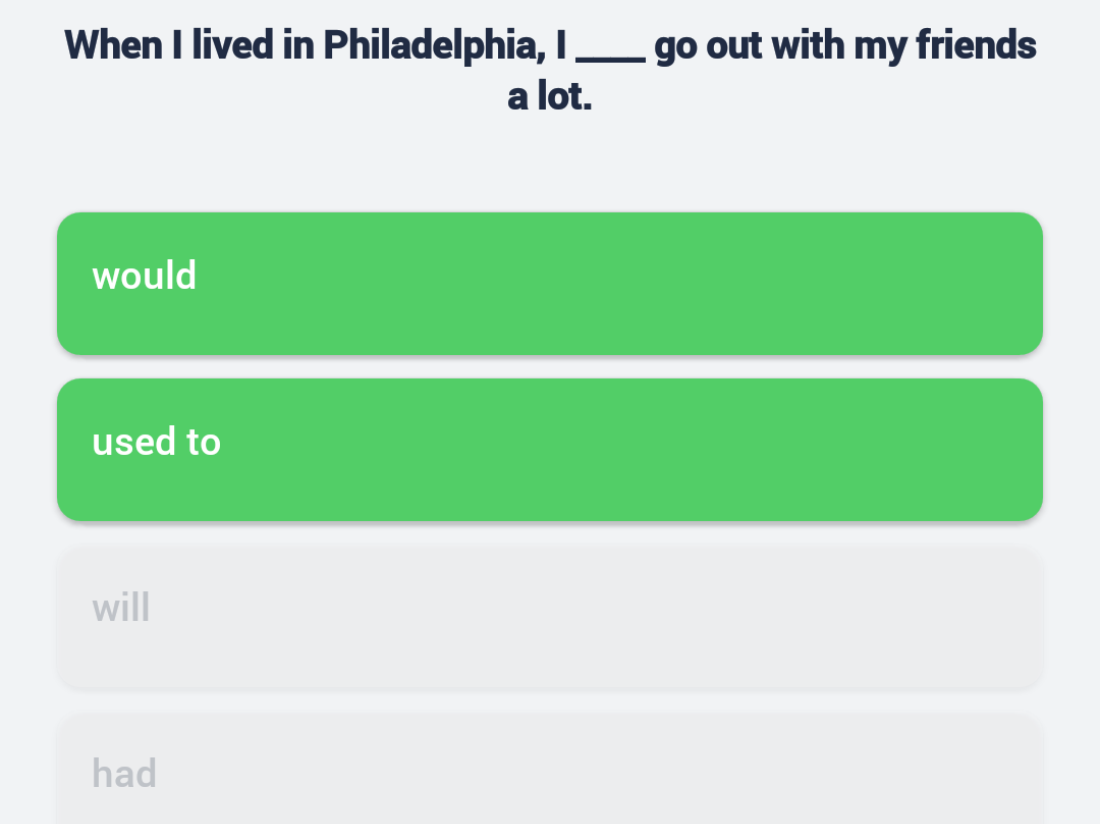 When I lived in Philadelphia, I ____ go out with my friends
a lot.
would
used to
will
had